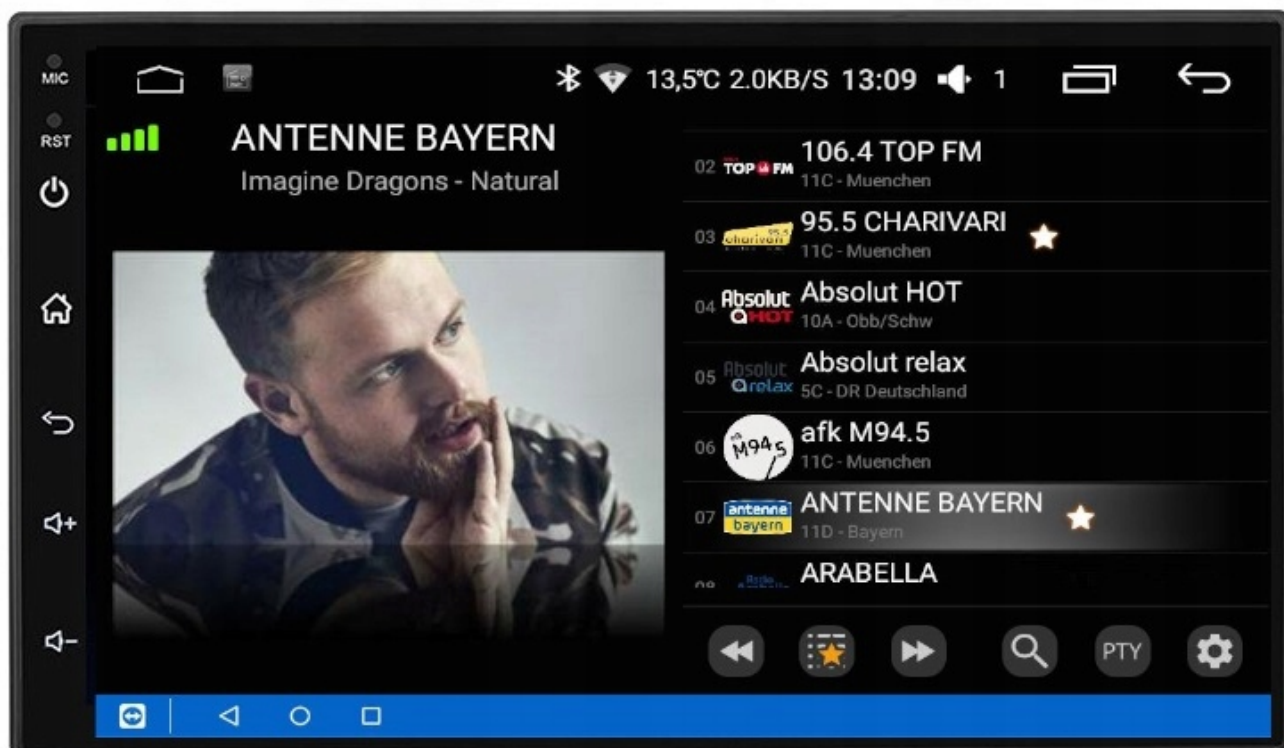 MIC
RST
13,5°C 2.0KB/S 13:09 1
ANTENNE BAYERN
Imagine Dragons - Natural
02 TOP FM 106.4 TOP FM
11C - Muenchen
03 charivari 95.5 95.5 CHARIVARI
11C - Muenchen
04 Absolut HOT Absolut HOT
10A - Obb/Schw
05 Absolut relax Absolut relax
5C - DR Deutschland
06 M94.5 afk M94.5
11C - Muenchen
07 antenne bayern ANTENNE BAYERN
11D - Bayern
ARABELLA
PTY